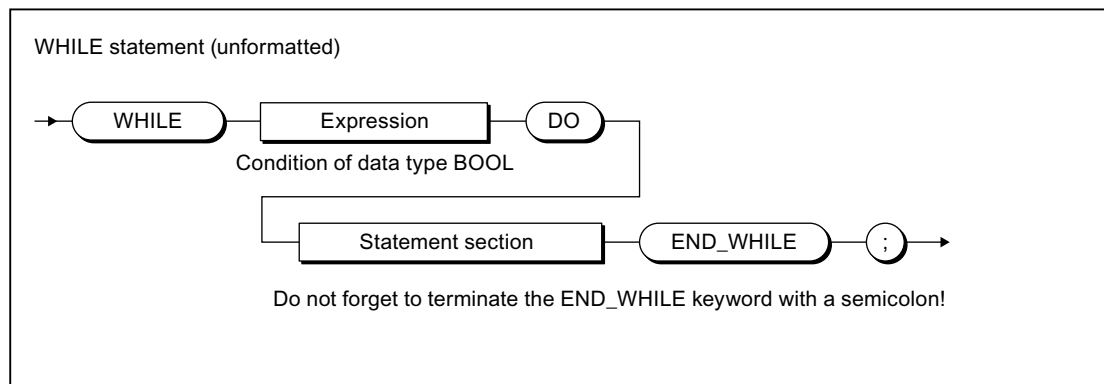 WHILE statement (unformatted)
WHILE Expression DO
Condition of data type BOOL
Statement section END_WHILE ;
Do not forget to terminate the END_WHILE keyword with a semicolon!